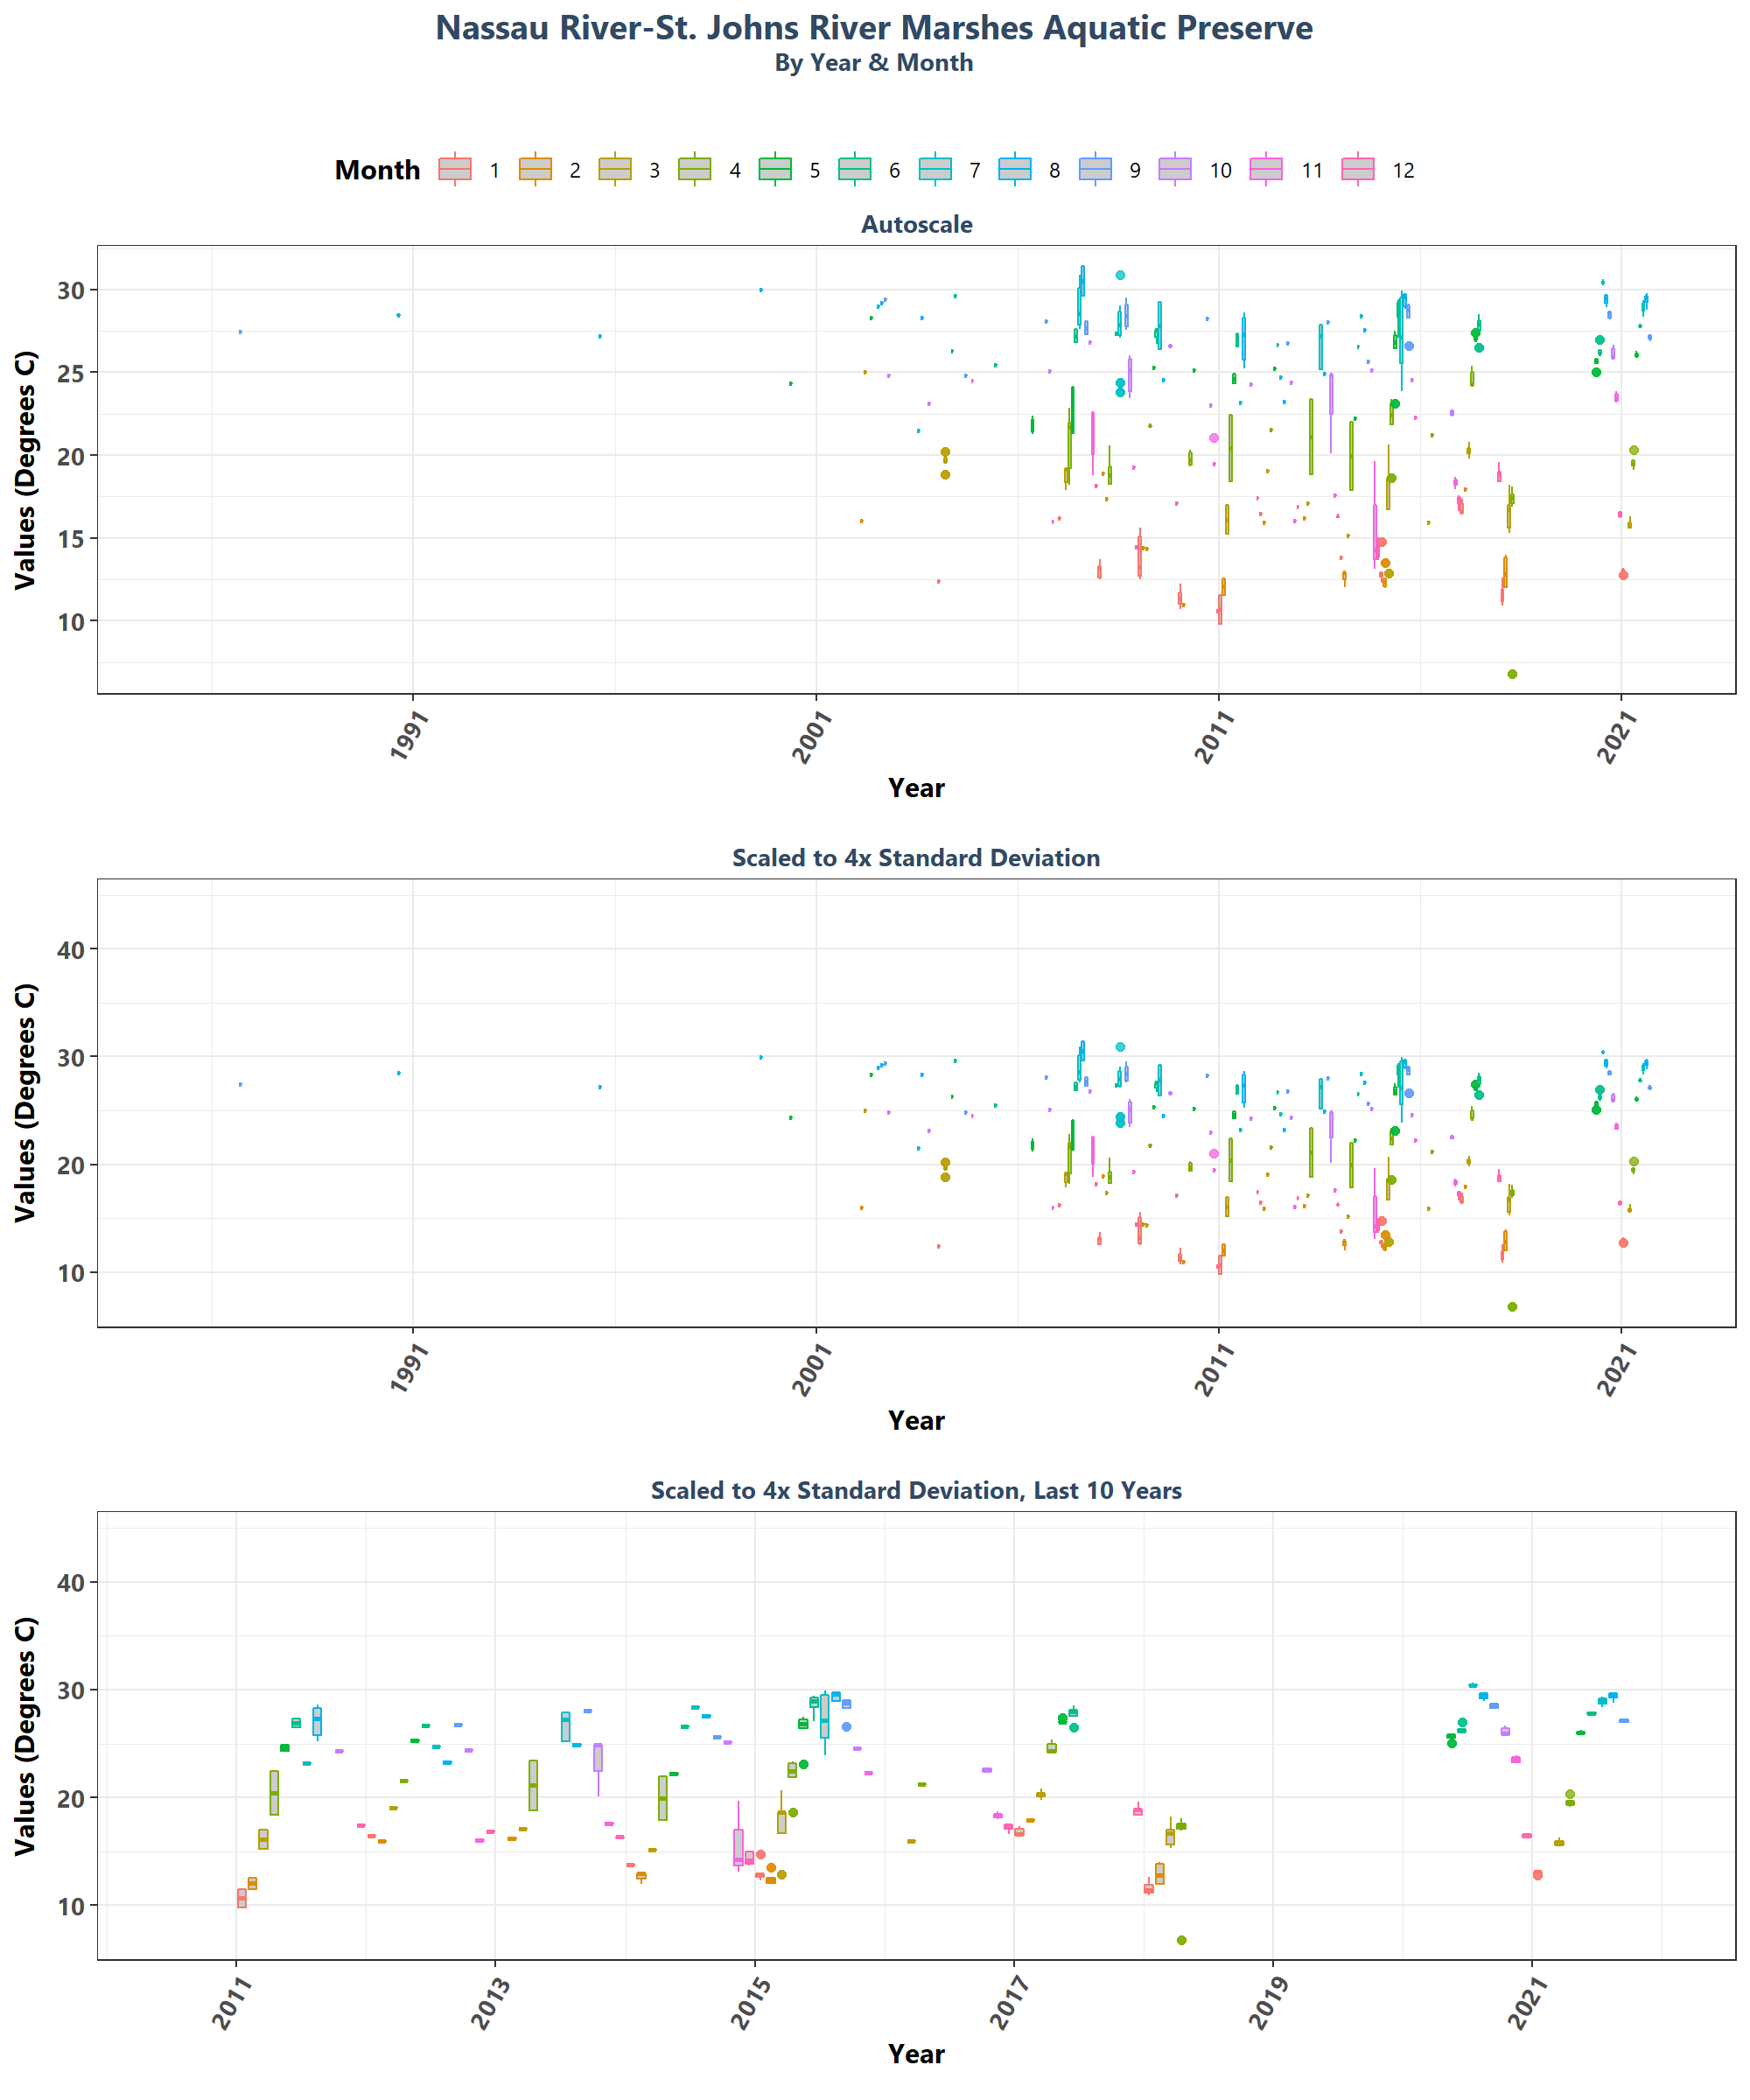 Nassau River-St. Johns River Marshes Aquatic Preserve
By Year & Month
Month 1 2 3 4 5 6 7 8 9 10 11 12
Autoscale
Values (Degrees C)
30
25
20
15
10
1991 2001 2011 2021
Year
Scaled to 4x Standard Deviation
Values (Degrees C)
40
30
20
10
1991 2001 2011 2021
Year
Scaled to 4x Standard Deviation, Last 10 Years
Values (Degrees C)
40
30
20
10
2011 2013 2015 2017 2019 2021
Year